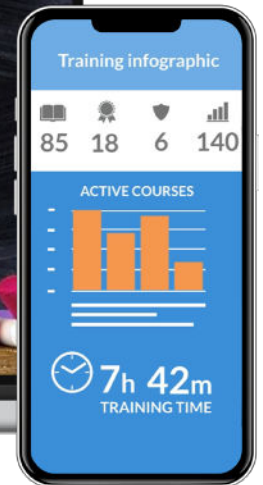 Training infographic
85 18 6 140
ACTIVE COURSES
7h 42m
TRAINING TIME